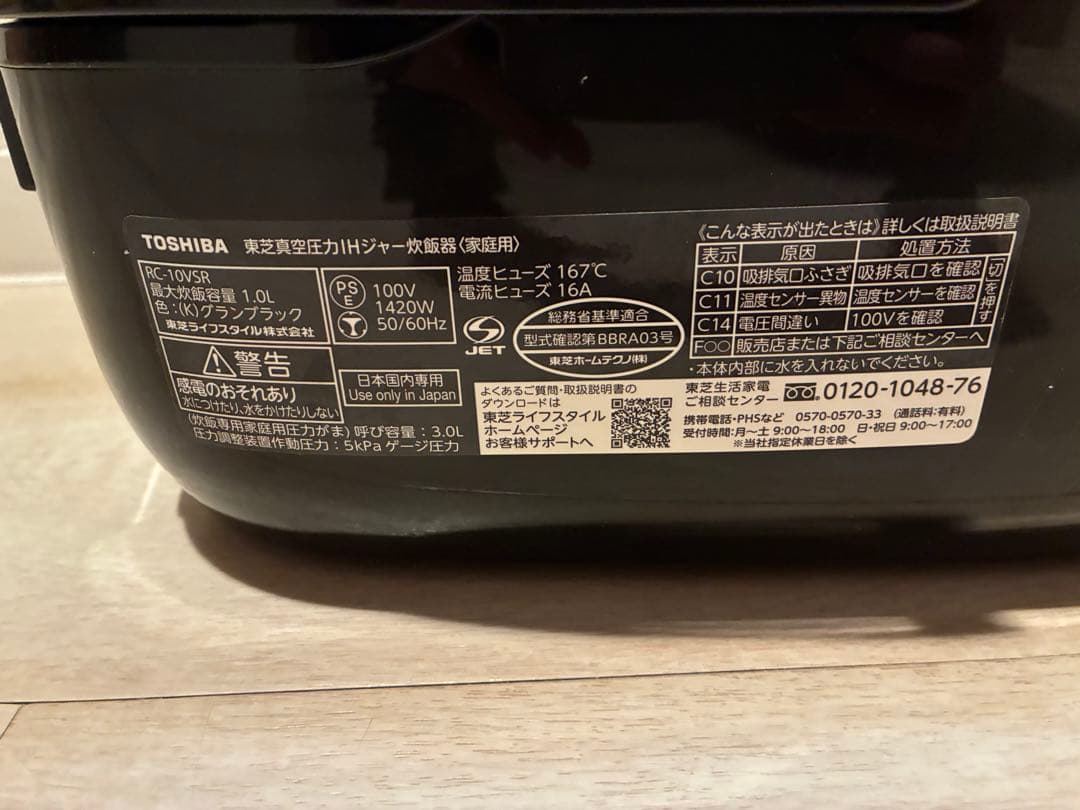 TOSHIBA 東芝真空圧力IHジャー炊飯器〈家庭用〉
RC-10VSR
最大炊飯容量 1.0L
色:(K)グランブラック
東芝ライフスタイル株式会社
PS
E
100V
1420W
50/60Hz
温度ヒューズ 167℃
電流ヒューズ 16A
JET
総務省基準適合
型式確認第BBRA03号
東芝ホームテクノ(株)
警告
感電のおそれあり
水につけたり、水をかけたりしない
日本国内専用
Use only in Japan
(炊飯専用家庭用圧力がま) 呼び容量:3.0L
圧力調整装置作動圧力:5kPa ゲージ圧力
《こんな表示が出たときは》詳しくは取扱説明書
表示 原因 処置方法
C10 吸排気口ふさぎ 吸排気口を確認
C11 温度センサー異物 温度センサーを確認
C14 電圧間違い 100Vを確認
切を押す
F○○ 販売店または下記ご相談センターへ
・本体内部に水を入れないでください。
よくあるご質問・取扱説明書の
ダウンロードは
東芝ライフスタイル
ホームページ
お客様サポートへ
東芝生活家電
ご相談センター
0120-1048-76
携帯電話・PHSなど 0570-0570-33 (通話料:有料)
受付時間:月〜土 9:00〜18:00 日・祝日 9:00〜17:00
※当社指定休業日を除く